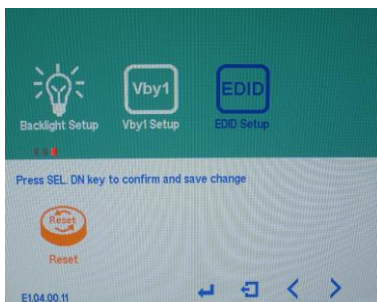 Vby1
EDID
Backlight Setup
Vby1 Setup
EDID Setup
Press SEL. DN key to confirm and save change
Reset
Reset
E1.04.00.11